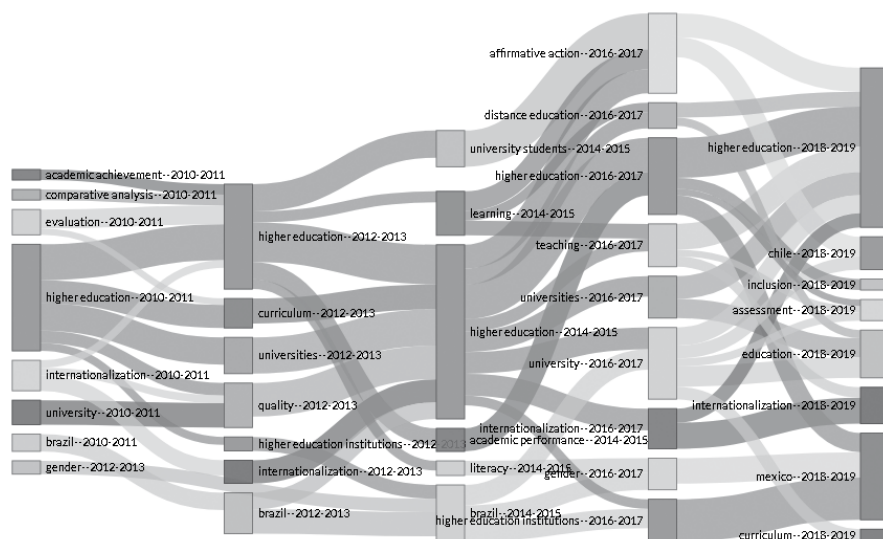 academic achievement--2010-2011
comparative analysis--2010-2011
evaluation--2010-2011
higher education--2010-2011
internationalization--2010-2011
university--2010-2011
brazil--2010-2011
gender--2012-2013
higher education--2012-2013
curriculum--2012-2013
universities--2012-2013
quality--2012-2013
higher education institutions--2012-2013
internationalization--2012-2013
brazil--2012-2013
university students--2014-2015
learning--2014-2015
higher education--2014-2015
academic performance--2014-2015
literacy--2014-2015
brazil--2014-2015
affirmative action--2016-2017
distance education--2016-2017
higher education--2016-2017
teaching--2016-2017
universities--2016-2017
university--2016-2017
internationalization--2016-2017
gender--2016-2017
higher education institutions--2016-2017
higher education--2018-2019
chile--2018-2019
inclusion--2018-2019
assessment--2018-2019
education--2018-2019
internationalization--2018-2019
mexico--2018-2019
curriculum--2018-2019